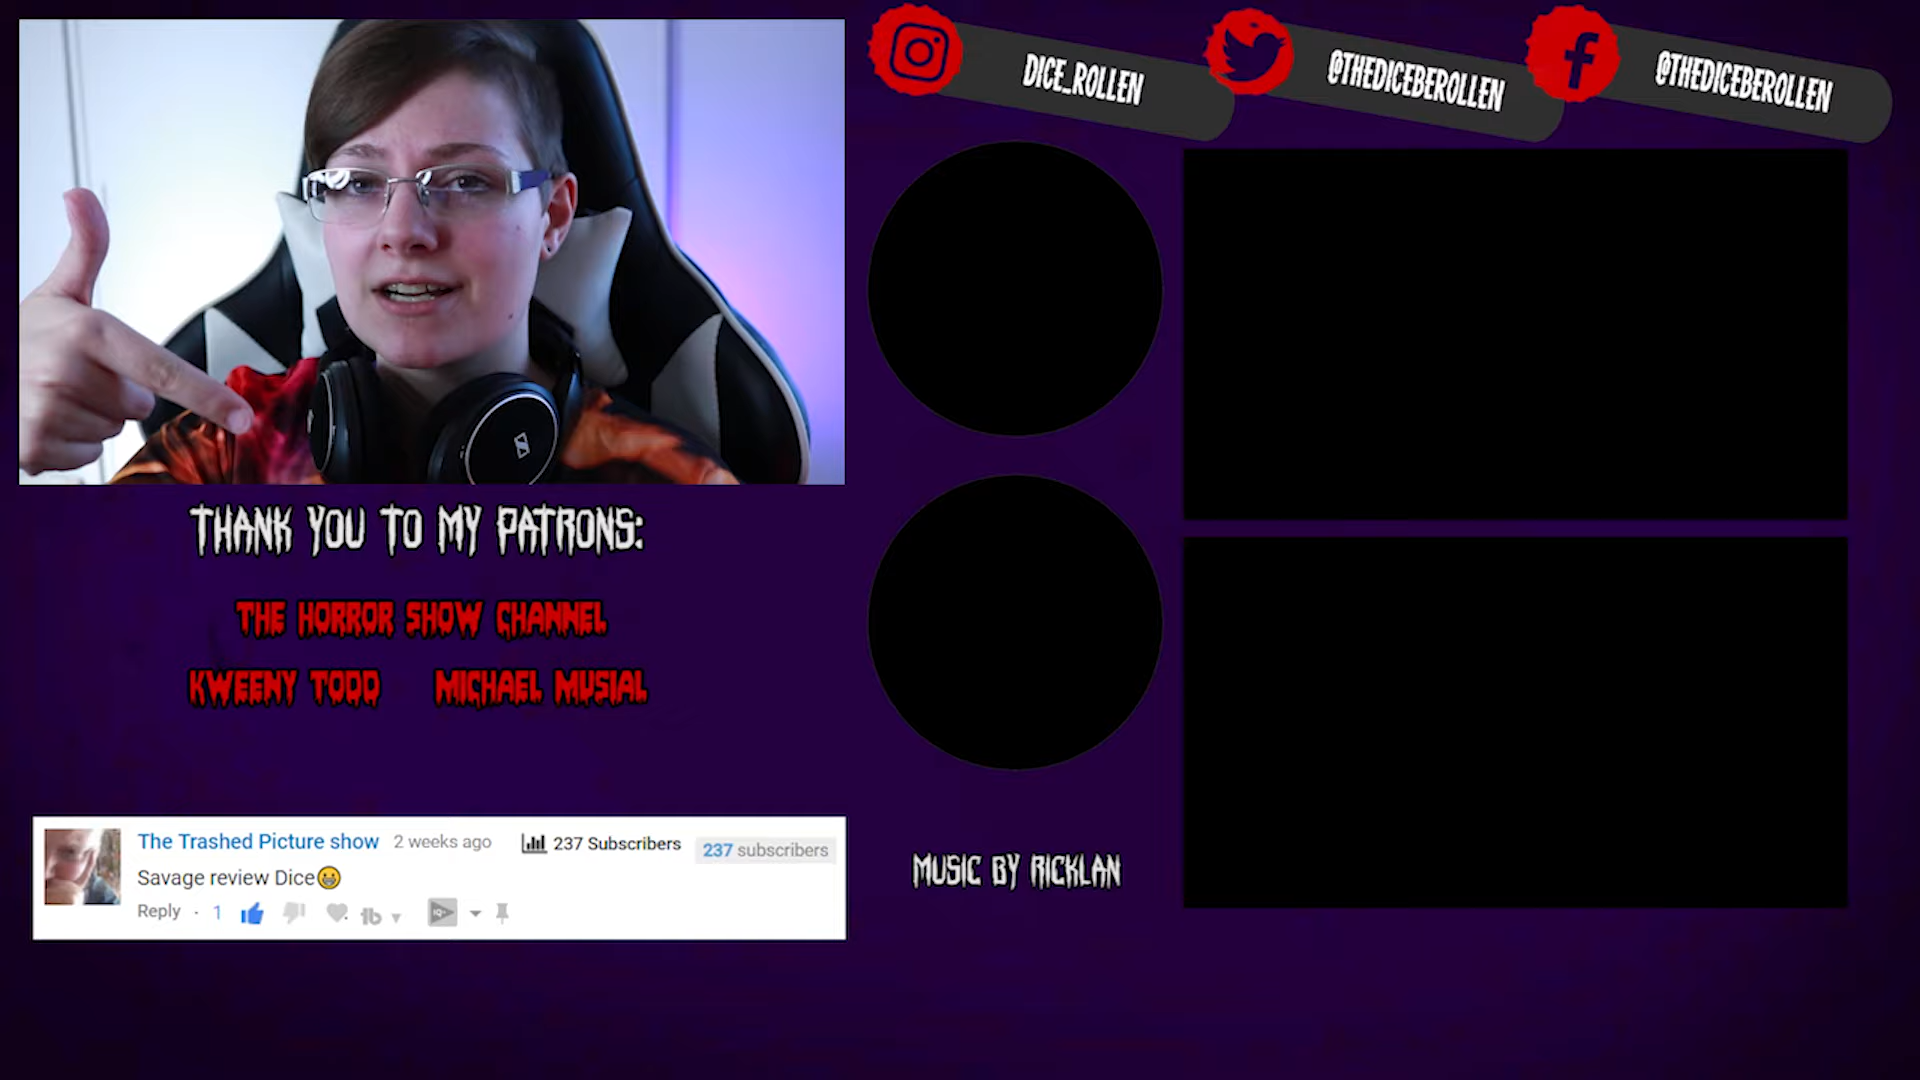 DICE_ROLLEN
@THEDICEBEROLLEN
@THEDICEBEROLLEN
THANK YOU TO MY PATRONS:
THE HORROR SHOW CHANNEL
KWEENY TODD MICHAEL MUSIAL
The Trashed Picture show 2 weeks ago 237 Subscribers 237 subscribers
Savage review Dice😀
Reply · 1
MUSIC BY RICKLAN